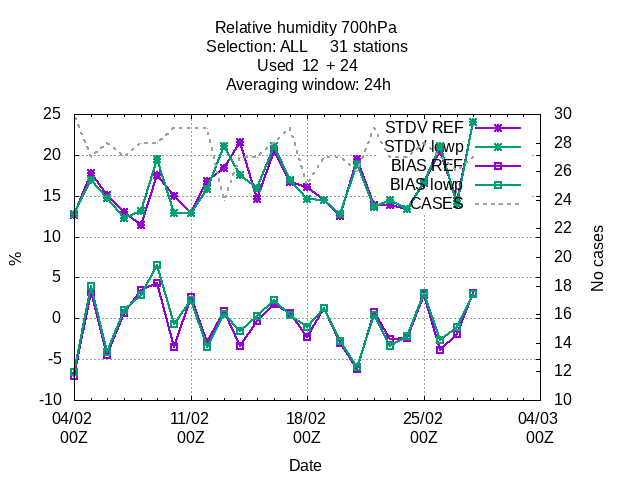 Relative humidity 700hPa
Selection: ALL 31 stations
Used 12 + 24
Averaging window: 24h
25
20
15
10
5
0
-5
-10
%
30
28
26
24
22
20
18
16
14
12
10
No cases
STDV REF
STDV lowp
BIAS REF
BIAS lowp
CASES
04/02 11/02 18/02 25/02 04/03
00Z 00Z 00Z 00Z 00Z
Date